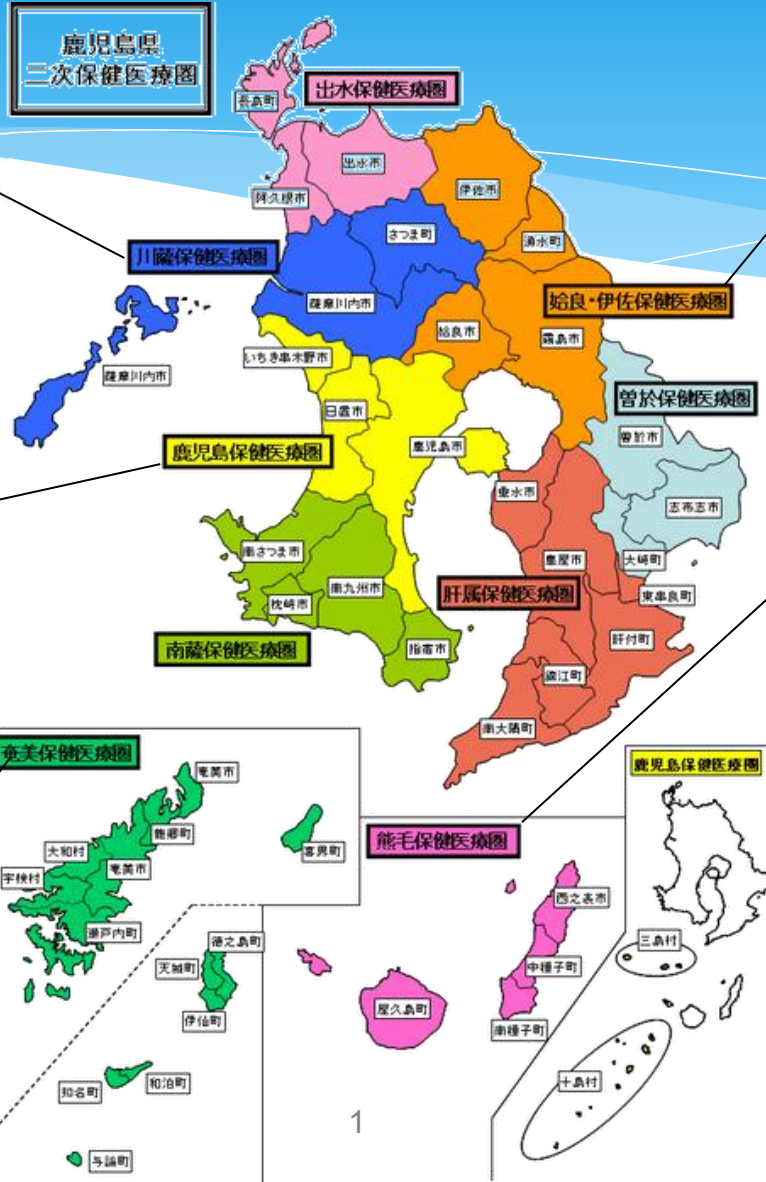 鹿児島県
二次保健医療圏
出水保健医療圏
長島町
出水市
阿久根市
伊佐市
湧水町
さつま町
川薩保健医療圏
薩摩川内市
姶良・伊佐保健医療圏
姶良市
霧島市
薩摩川内市
いちき串木野市
日置市
曽於保健医療圏
曽於市
鹿児島保健医療圏
鹿児島市
垂水市
志布志市
南さつま市
鹿屋市
大崎町
南九州市
枕崎市
肝属保健医療圏
東串良町
肝付町
南薩保健医療圏
指宿市
錦江町
南大隅町
奄美保健医療圏
奄美市
龍郷町
大和村
奄美市
宇検村
瀬戸内町
喜界町
徳之島町
天城町
伊仙町
和泊町
知名町
与論町
熊毛保健医療圏
西之表市
中種子町
屋久島町
南種子町
鹿児島保健医療圏
三島村
十島村
1